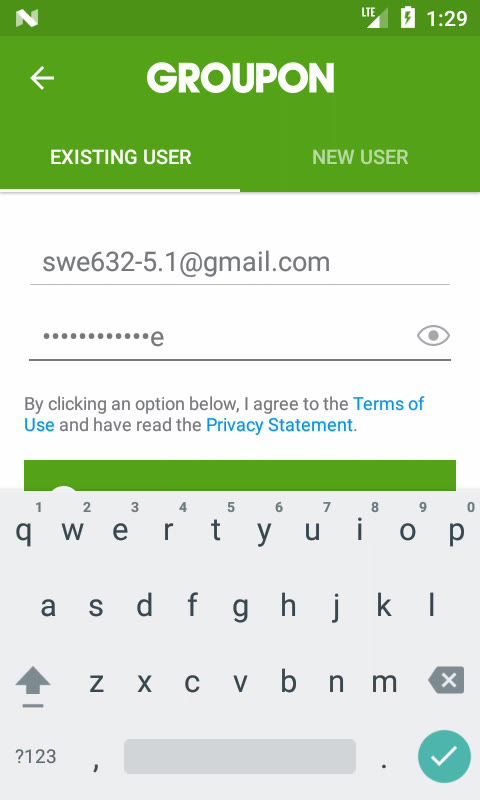 LTE 1:29
GROUPON
EXISTING USER NEW USER
swe632-5.1@gmail.com
••••••••••••e
By clicking an option below, I agree to the Terms of
Use and have read the Privacy Statement.
1 2 3 4 5 6 7 8 9 0
q w e r t y u i o p
a s d f g h j k l
z x c v b n m
?123 , .